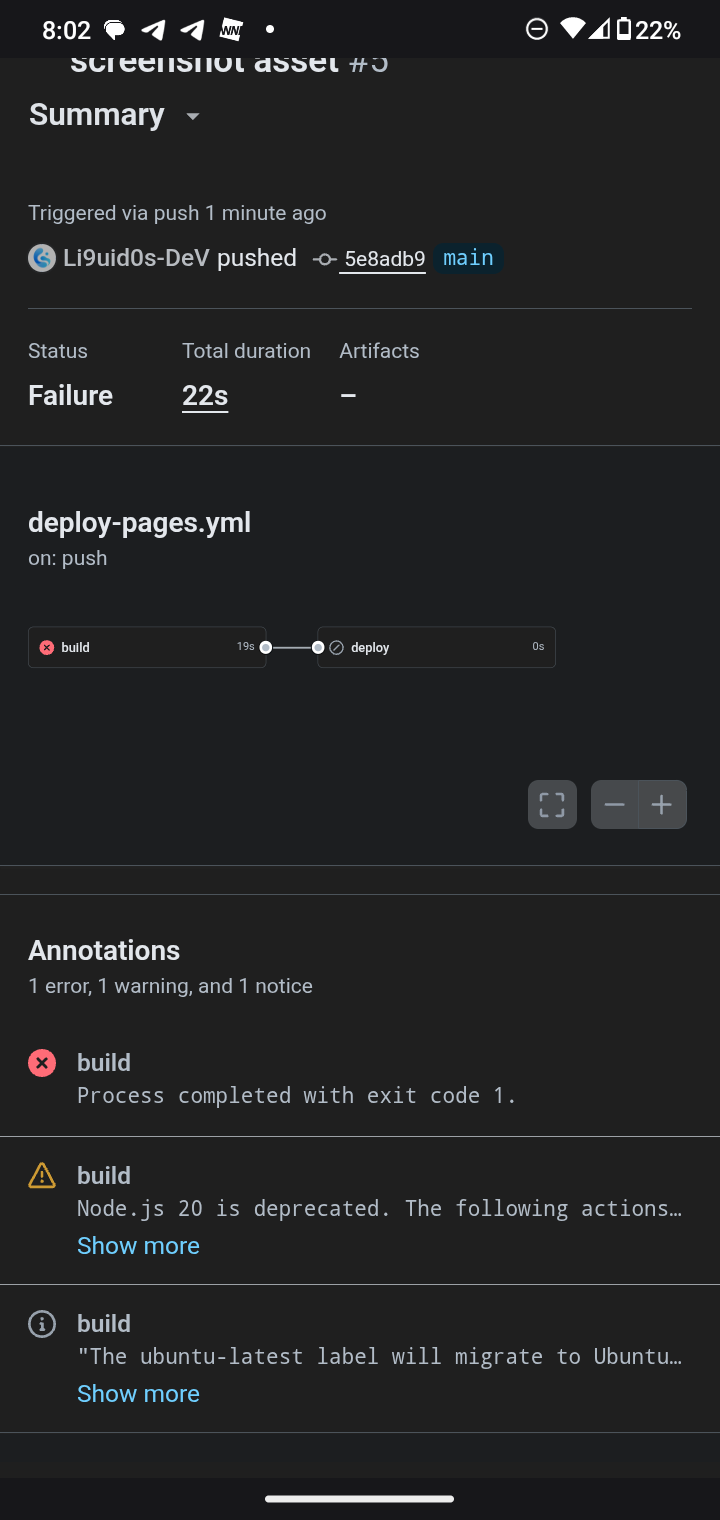 8:02
22%
screenshot asset #5
Summary
Triggered via push 1 minute ago
Li9uid0s-DeV pushed 5e8adb9 main
Status Total duration Artifacts
Failure 22s –
deploy-pages.yml
on: push
build 19s deploy 0s
Annotations
1 error, 1 warning, and 1 notice
build
Process completed with exit code 1.
build
Node.js 20 is deprecated. The following actions…
Show more
build
"The ubuntu-latest label will migrate to Ubuntu…
Show more